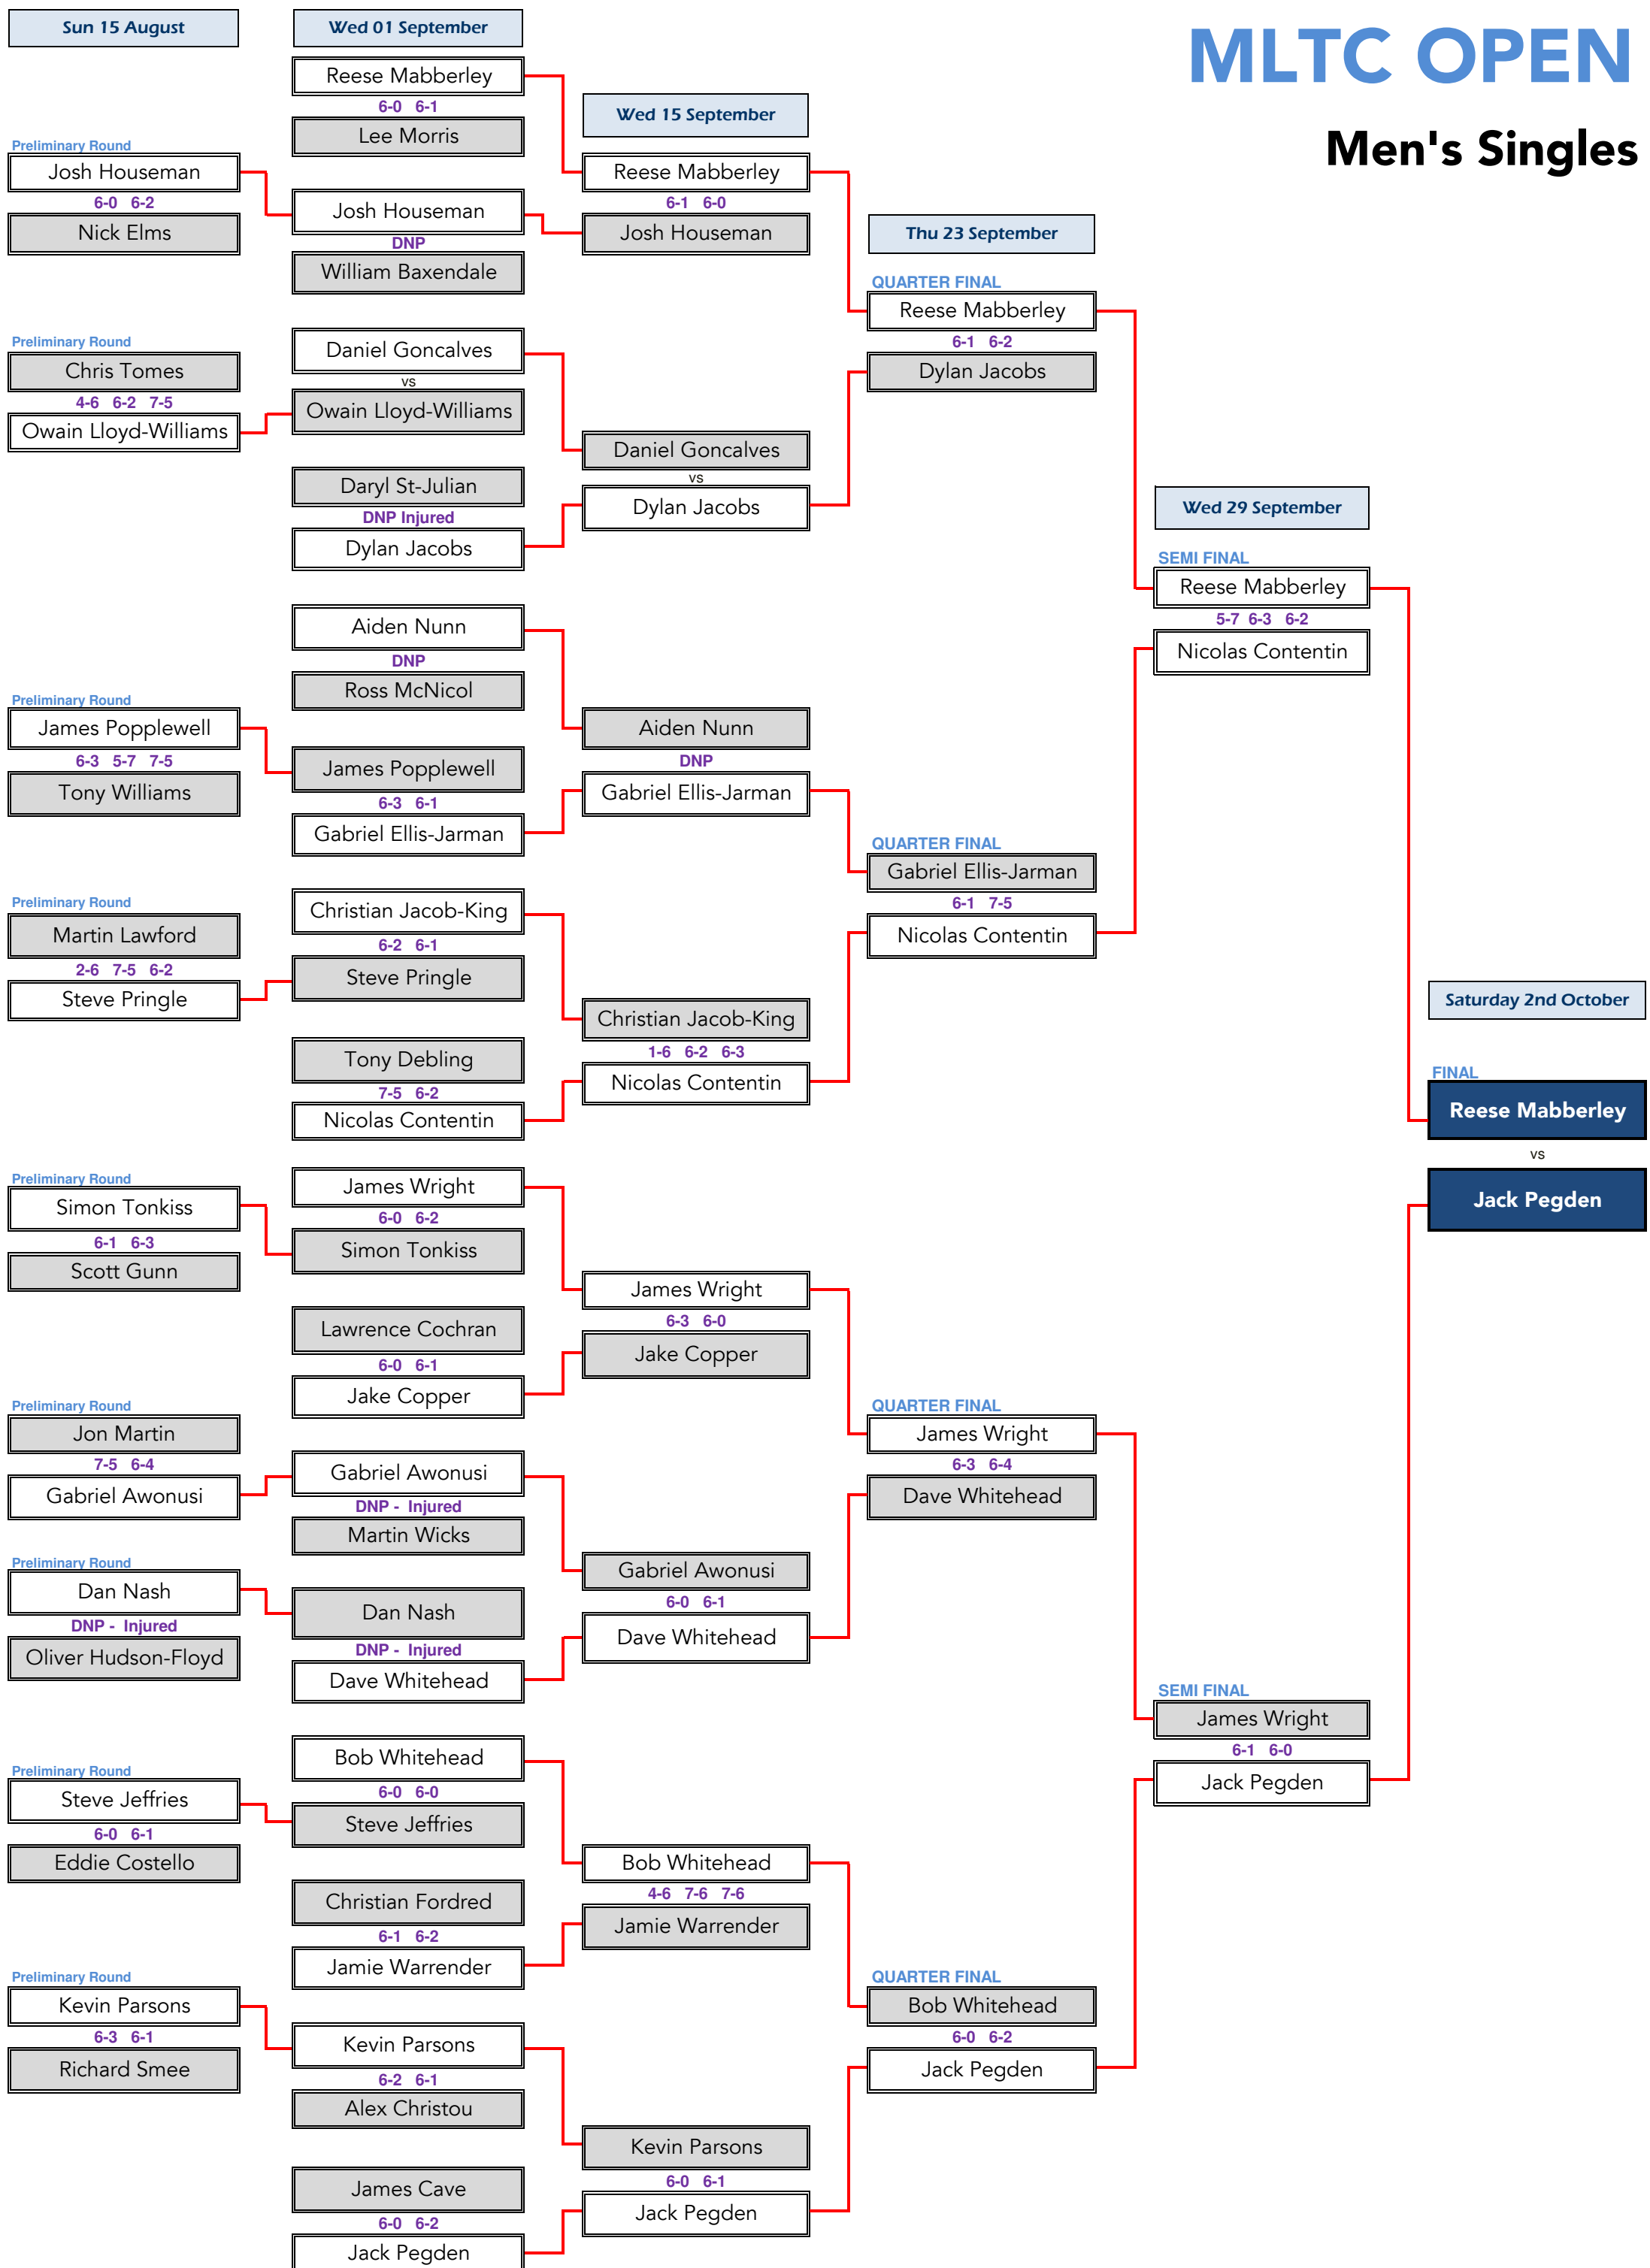 MLTC OPEN
Men's Singles
Sun 15 August
Preliminary Round
Josh Houseman
6-0 6-2
Nick Elms
Preliminary Round
Chris Tomes
4-6 6-2 7-5
Owain Lloyd-Williams
Preliminary Round
James Popplewell
6-3 5-7 7-5
Tony Williams
Preliminary Round
Martin Lawford
2-6 7-5 6-2
Steve Pringle
Preliminary Round
Simon Tonkiss
6-1 6-3
Scott Gunn
Preliminary Round
Jon Martin
7-5 6-4
Gabriel Awonusi
Preliminary Round
Dan Nash
DNP - Injured
Oliver Hudson-Floyd
Preliminary Round
Steve Jeffries
6-0 6-1
Eddie Costello
Preliminary Round
Kevin Parsons
6-3 6-1
Richard Smee
Wed 01 September
Reese Mabberley
6-0 6-1
Lee Morris
Josh Houseman
DNP
William Baxendale
Daniel Goncalves
vs
Owain Lloyd-Williams
Daryl St-Julian
DNP Injured
Dylan Jacobs
Aiden Nunn
DNP
Ross McNicol
James Popplewell
6-3 6-1
Gabriel Ellis-Jarman
Christian Jacob-King
6-2 6-1
Steve Pringle
Tony Debling
7-5 6-2
Nicolas Contentin
James Wright
6-0 6-2
Simon Tonkiss
Lawrence Cochran
6-0 6-1
Jake Copper
Gabriel Awonusi
DNP - Injured
Martin Wicks
Dan Nash
DNP - Injured
Dave Whitehead
Bob Whitehead
6-0 6-0
Steve Jeffries
Christian Fordred
6-1 6-2
Jamie Warrender
Kevin Parsons
6-2 6-1
Alex Christou
James Cave
6-0 6-2
Jack Pegden
Wed 15 September
Reese Mabberley
6-1 6-0
Josh Houseman
Daniel Goncalves
vs
Dylan Jacobs
Aiden Nunn
DNP
Gabriel Ellis-Jarman
Christian Jacob-King
1-6 6-2 6-3
Nicolas Contentin
James Wright
6-3 6-0
Jake Copper
Gabriel Awonusi
6-0 6-1
Dave Whitehead
Bob Whitehead
4-6 7-6 7-6
Jamie Warrender
Kevin Parsons
6-0 6-1
Jack Pegden
Thu 23 September
QUARTER FINAL
Reese Mabberley
6-1 6-2
Dylan Jacobs
QUARTER FINAL
Gabriel Ellis-Jarman
6-1 7-5
Nicolas Contentin
QUARTER FINAL
James Wright
6-3 6-4
Dave Whitehead
QUARTER FINAL
Bob Whitehead
6-0 6-2
Jack Pegden
Wed 29 September
SEMI FINAL
Reese Mabberley
5-7 6-3 6-2
Nicolas Contentin
SEMI FINAL
James Wright
6-1 6-0
Jack Pegden
Saturday 2nd October
FINAL
Reese Mabberley
vs
Jack Pegden